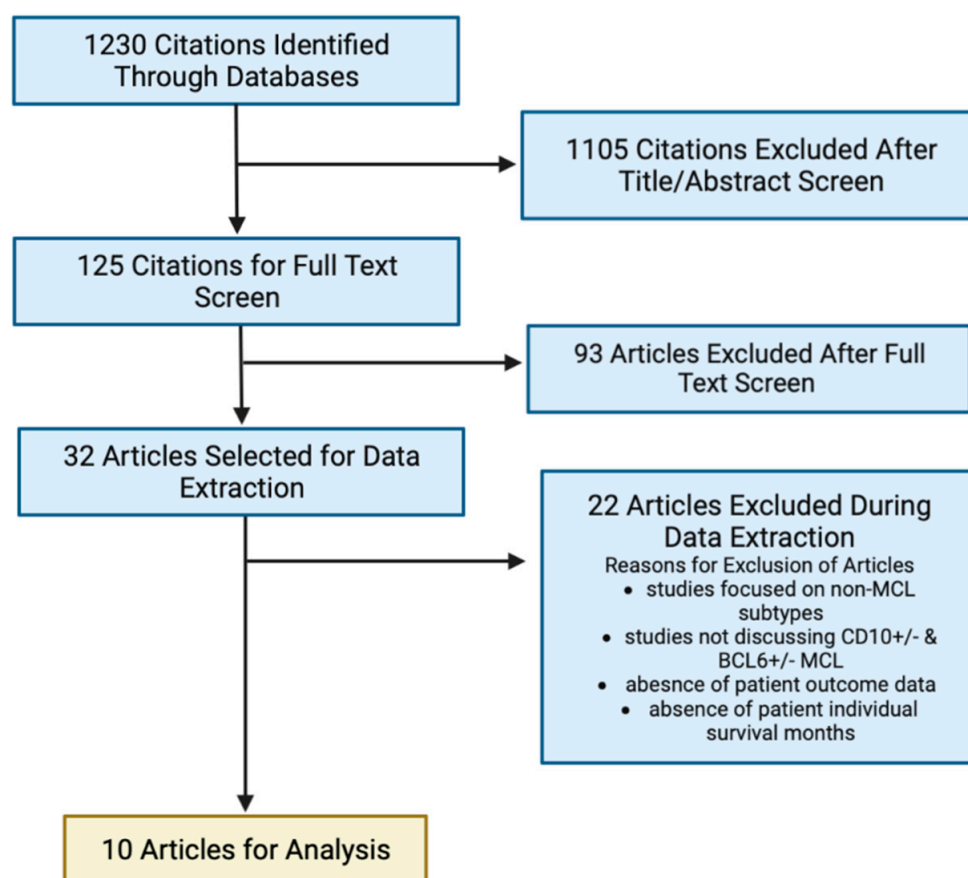 1230 Citations Identified
Through Databases
1105 Citations Excluded After
Title/Abstract Screen
125 Citations for Full Text
Screen
93 Articles Excluded After Full
Text Screen
32 Articles Selected for Data
Extraction
22 Articles Excluded During
Data Extraction
Reasons for Exclusion of Articles
• studies focused on non-MCL
subtypes
• studies not discussing CD10+/- &
BCL6+/- MCL
• abesnce of patient outcome data
• absence of patient individual
survival months
10 Articles for Analysis